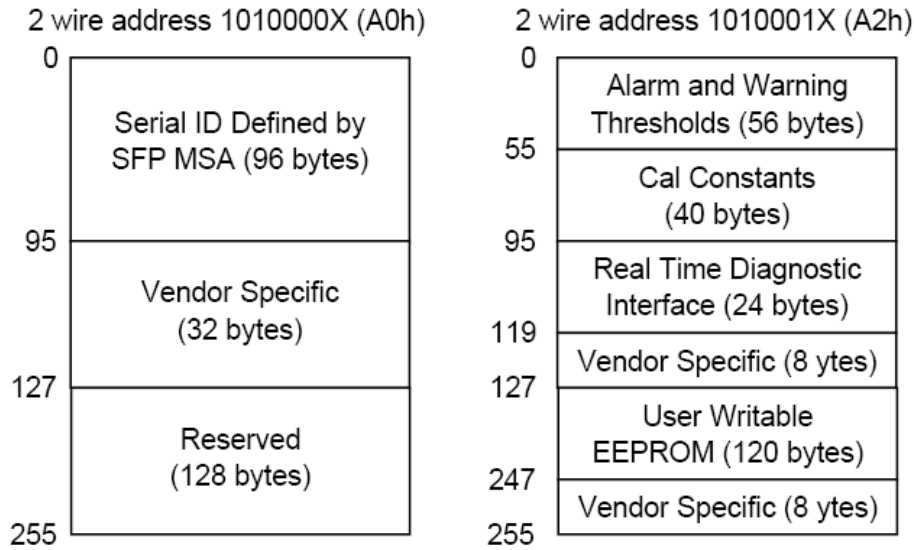 2 wire address 1010000X (A0h)
0
Serial ID Defined by
SFP MSA (96 bytes)
95
Vendor Specific
(32 bytes)
127
Reserved
(128 bytes)
255
2 wire address 1010001X (A2h)
0
Alarm and Warning
Thresholds (56 bytes)
55
Cal Constants
(40 bytes)
95
Real Time Diagnostic
Interface (24 bytes)
119
Vendor Specific (8 ytes)
127
User Writable
EEPROM (120 bytes)
247
Vendor Specific (8 ytes)
255